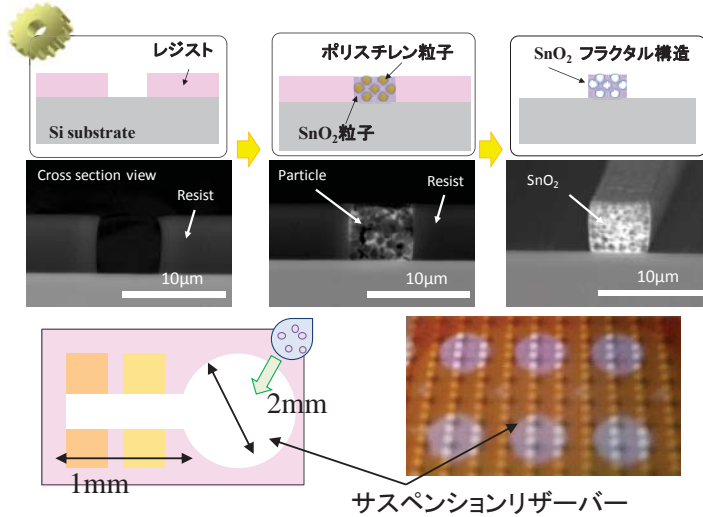 レジスト
Si substrate
ポリスチレン粒子
SnO2粒子
SnO2 フラクタル構造
Cross section view
Resist
10μm
Particle
Resist
10μm
SnO2
10μm
2mm
1mm
サスペンションリザーバー